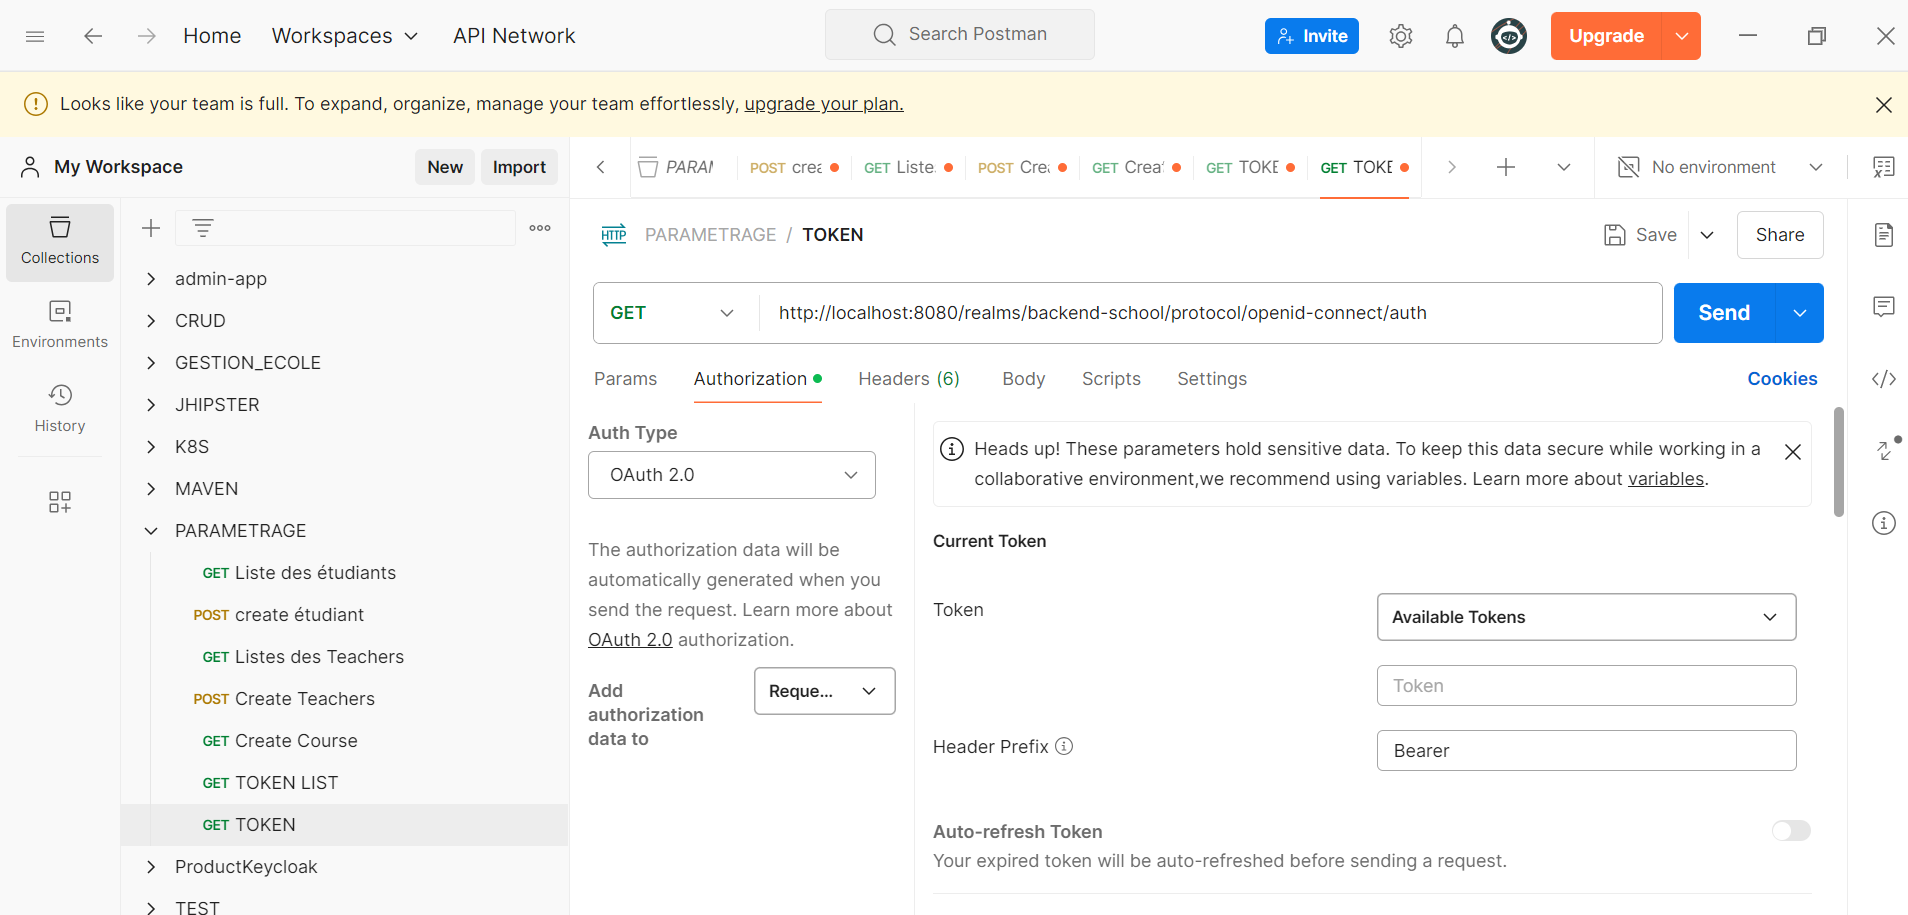 Home
Workspaces
API Network
Search Postman
Invite
Upgrade
Looks like your team is full. To expand, organize, manage your team effortlessly, upgrade your plan.
My Workspace
New
Import
PARAM
POST crea
GET Liste
POST Cre
GET Creat
GET TOKE
GET TOKE
No environment
Collections
Environments
History
admin-app
CRUD
GESTION_ECOLE
JHIPSTER
K8S
MAVEN
PARAMETRAGE
GET Liste des étudiants
POST create étudiant
GET Listes des Teachers
POST Create Teachers
GET Create Course
GET TOKEN LIST
GET TOKEN
ProductKeycloak
TEST
HTTP PARAMETRAGE / TOKEN
Save
Share
GET
http://localhost:8080/realms/backend-school/protocol/openid-connect/auth
Send
Params
Authorization
Headers (6)
Body
Scripts
Settings
Cookies
Auth Type
OAuth 2.0
The authorization data will be
automatically generated when you
send the request. Learn more about
OAuth 2.0 authorization.
Add
authorization
data to
Reque...
Heads up! These parameters hold sensitive data. To keep this data secure while working in a
collaborative environment,we recommend using variables. Learn more about variables.
Current Token
Token
Available Tokens
Token
Header Prefix
Bearer
Auto-refresh Token
Your expired token will be auto-refreshed before sending a request.